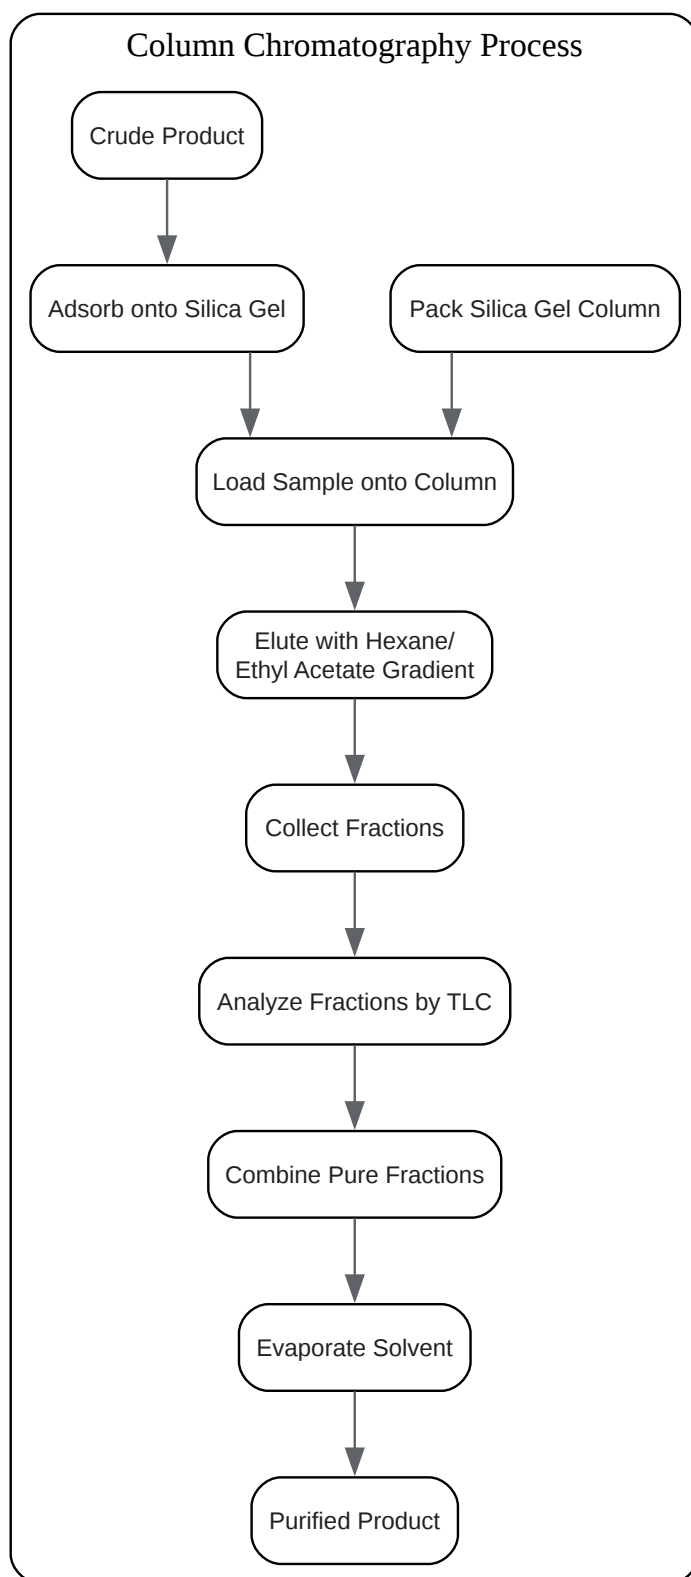 Column Chromatography Process
Crude Product
Adsorb onto Silica Gel
Pack Silica Gel Column
Load Sample onto Column
Elute with Hexane/
Ethyl Acetate Gradient
Collect Fractions
Analyze Fractions by TLC
Combine Pure Fractions
Evaporate Solvent
Purified Product